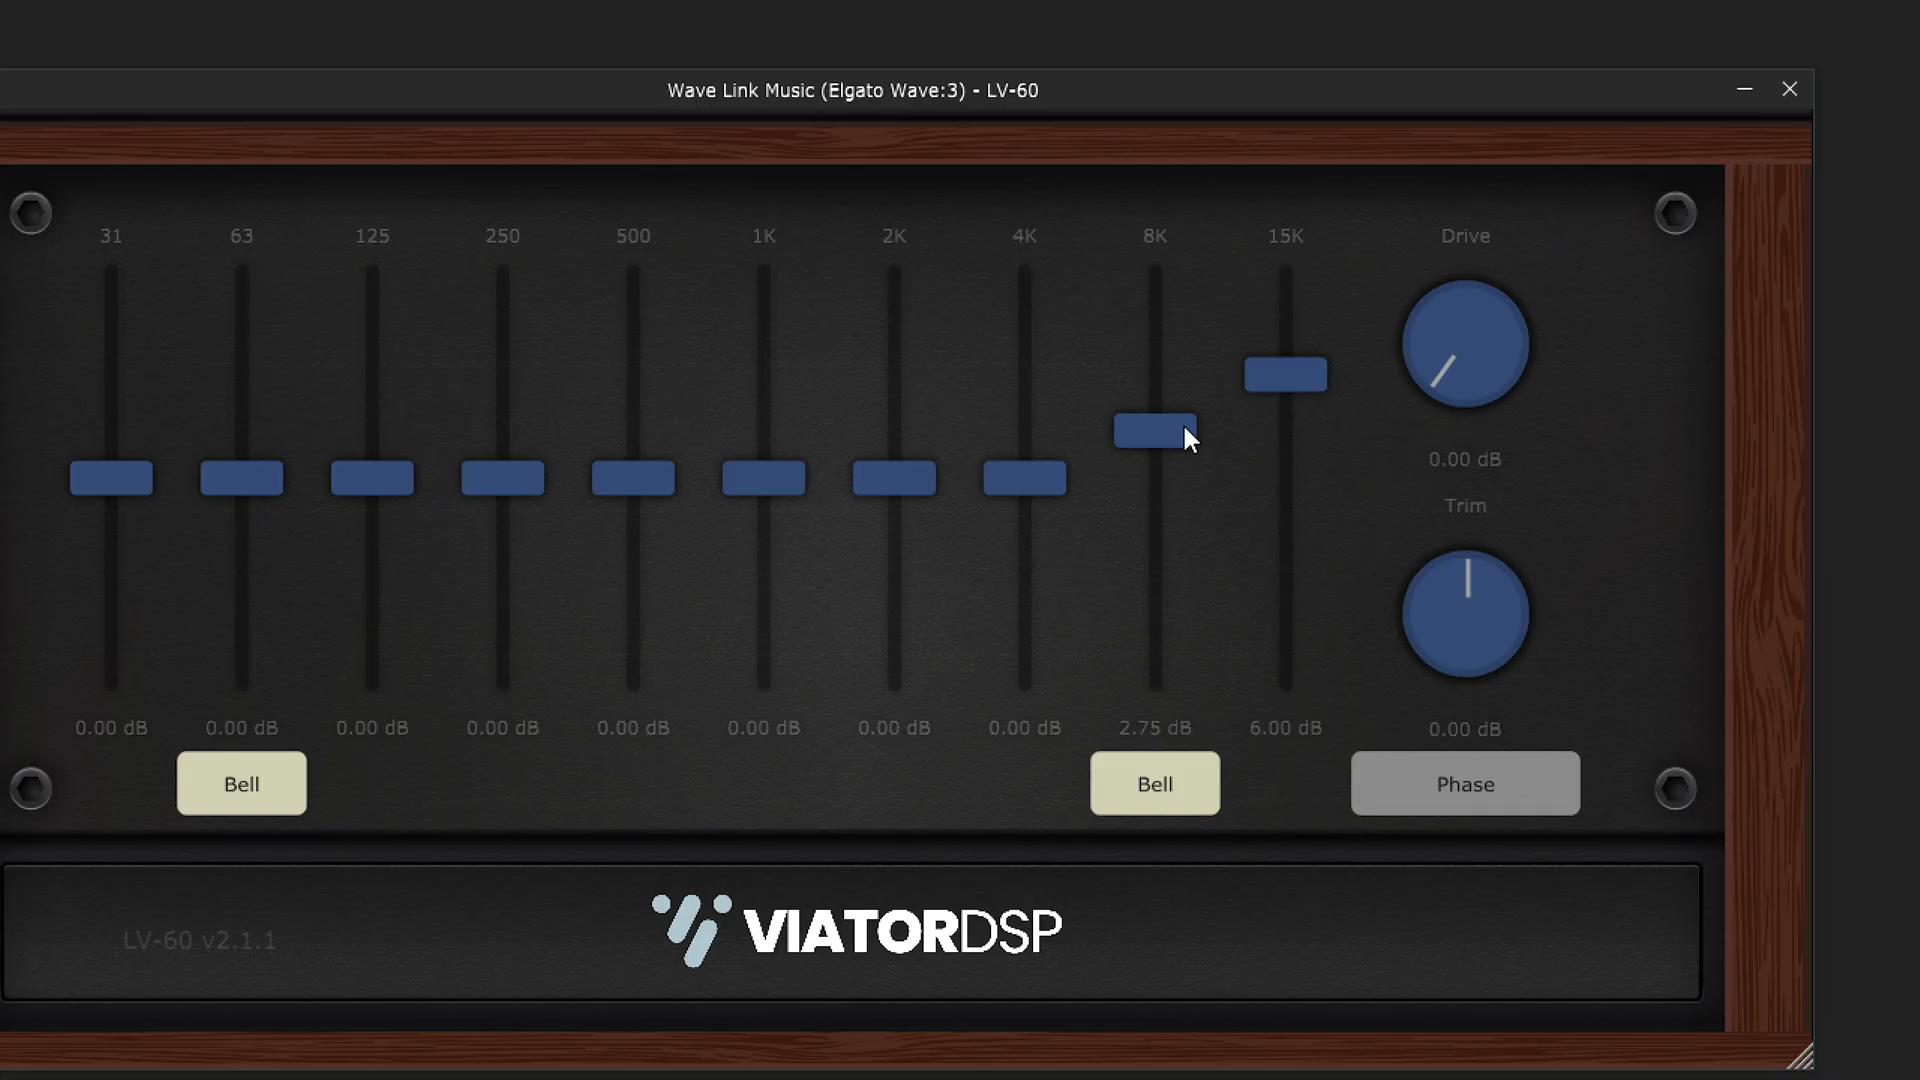 Wave Link Music (Elgato Wave:3) - LV-60
31 63 125 250 500 1K 2K 4K 8K 15K Drive
0.00 dB
Trim
0.00 dB 0.00 dB 0.00 dB 0.00 dB 0.00 dB 0.00 dB 0.00 dB 0.00 dB 2.75 dB 6.00 dB 0.00 dB
Bell Bell Phase
LV-60 v2.1.1 VIATORDSP